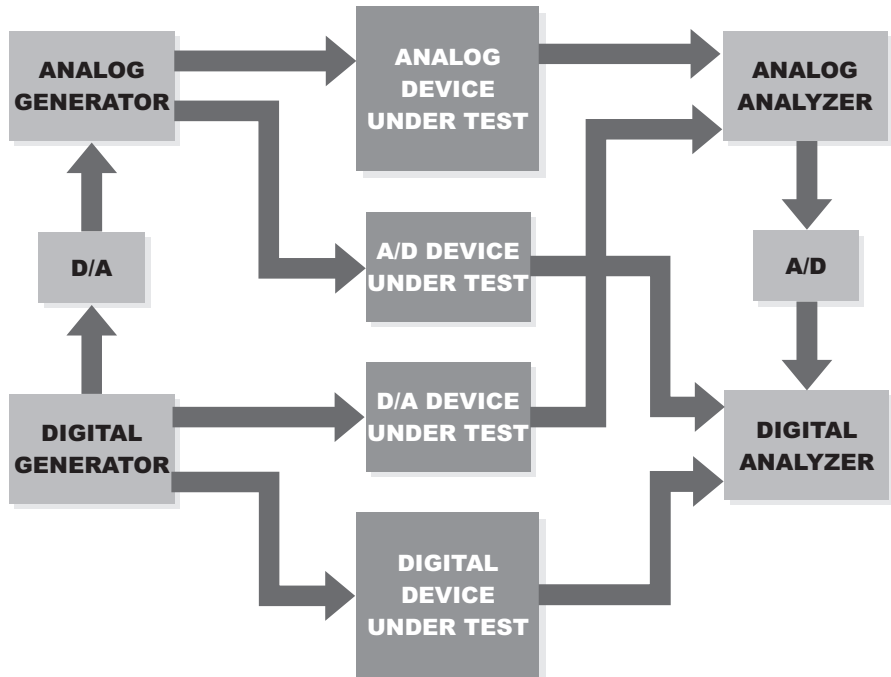 ANALOG
GENERATOR
ANALOG
DEVICE
UNDER TEST
ANALOG
ANALYZER
D/A
A/D DEVICE
UNDER TEST
A/D
DIGITAL
GENERATOR
D/A DEVICE
UNDER TEST
DIGITAL
ANALYZER
DIGITAL
DEVICE
UNDER TEST